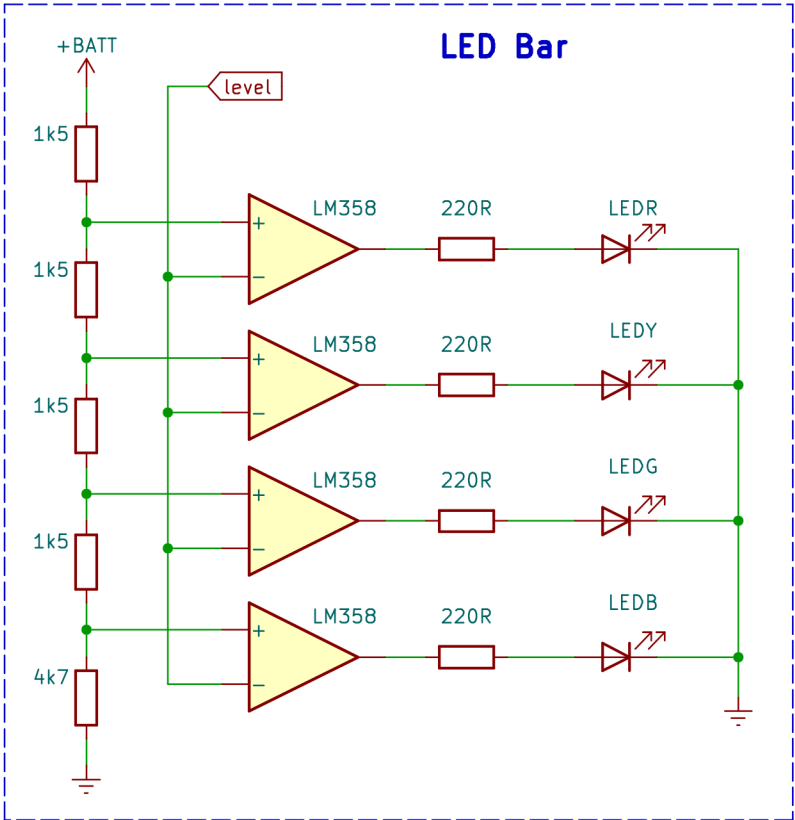 LED Bar
+BATT
level
1k5
LM358
220R
LEDR
+
−
1k5
LM358
220R
LEDY
+
−
1k5
LM358
220R
LEDG
+
−
1k5
LM358
220R
LEDB
+
−
4k7